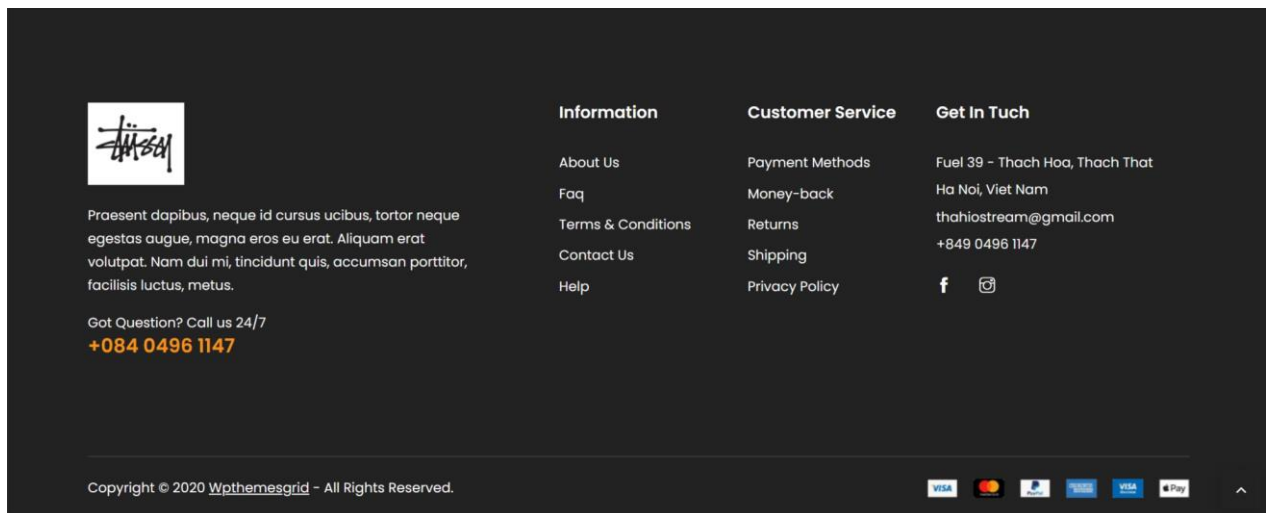 Stüssy
Praesent dapibus, neque id cursus ucibus, tortor neque
egestas augue, magna eros eu erat. Aliquam erat
volutpat. Nam dui mi, tincidunt quis, accumsan porttitor,
facilisis luctus, metus.
Got Question? Call us 24/7
+084 0496 1147
Information
About Us
Faq
Terms & Conditions
Contact Us
Help
Customer Service
Payment Methods
Money-back
Returns
Shipping
Privacy Policy
Get In Tuch
Fuel 39 - Thach Hoa, Thach That
Ha Noi, Viet Nam
thahiostream@gmail.com
+849 0496 1147
Copyright © 2020 Wpthemesgrid - All Rights Reserved.
VISA
PayPal
VISA
Pay